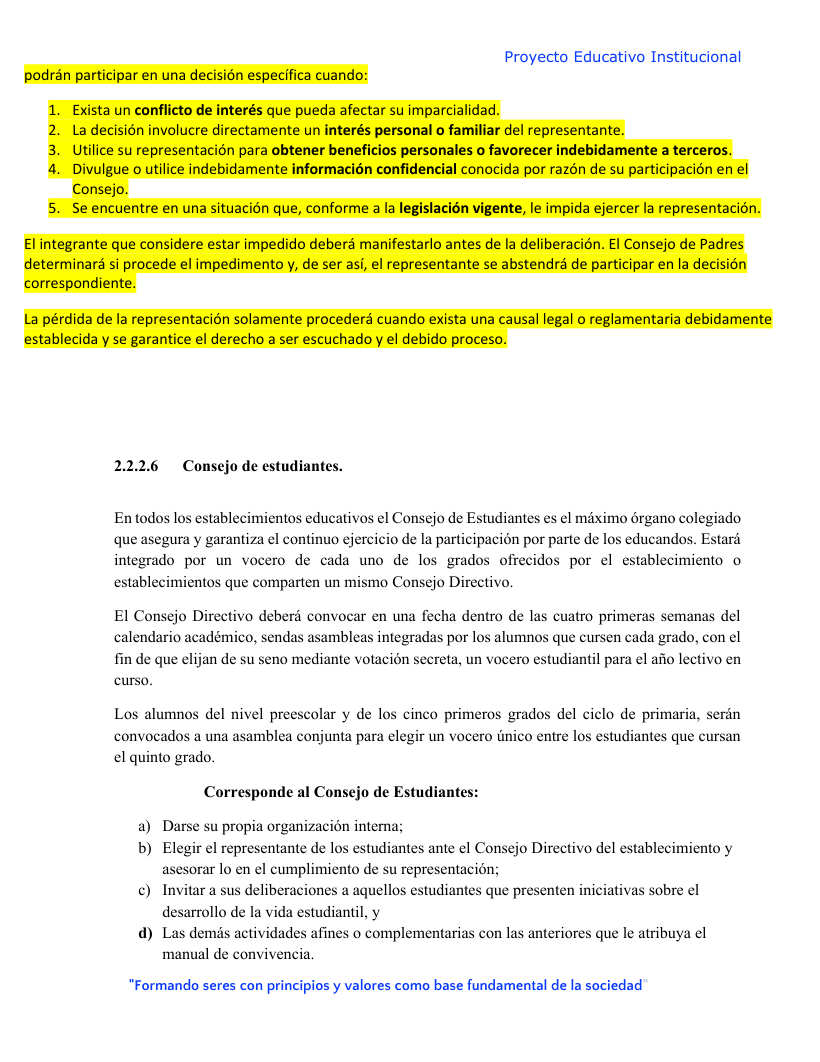 Proyecto Educativo Institucional
podrán participar en una decisión específica cuando:
1. Exista un conflicto de interés que pueda afectar su imparcialidad.
2. La decisión involucre directamente un interés personal o familiar del representante.
3. Utilice su representación para obtener beneficios personales o favorecer indebidamente a terceros.
4. Divulgue o utilice indebidamente información confidencial conocida por razón de su participación en el
Consejo.
5. Se encuentre en una situación que, conforme a la legislación vigente, le impida ejercer la representación.
El integrante que considere estar impedido deberá manifestarlo antes de la deliberación. El Consejo de Padres
determinará si procede el impedimento y, de ser así, el representante se abstendrá de participar en la decisión
correspondiente.
La pérdida de la representación solamente procederá cuando exista una causal legal o reglamentaria debidamente
establecida y se garantice el derecho a ser escuchado y el debido proceso.
2.2.2.6 Consejo de estudiantes.
En todos los establecimientos educativos el Consejo de Estudiantes es el máximo órgano colegiado
que asegura y garantiza el continuo ejercicio de la participación por parte de los educandos. Estará
integrado por un vocero de cada uno de los grados ofrecidos por el establecimiento o
establecimientos que comparten un mismo Consejo Directivo.
El Consejo Directivo deberá convocar en una fecha dentro de las cuatro primeras semanas del
calendario académico, sendas asambleas integradas por los alumnos que cursen cada grado, con el
fin de que elijan de su seno mediante votación secreta, un vocero estudiantil para el año lectivo en
curso.
Los alumnos del nivel preescolar y de los cinco primeros grados del ciclo de primaria, serán
convocados a una asamblea conjunta para elegir un vocero único entre los estudiantes que cursan
el quinto grado.
Corresponde al Consejo de Estudiantes:
a) Darse su propia organización interna;
b) Elegir el representante de los estudiantes ante el Consejo Directivo del establecimiento y
asesorar lo en el cumplimiento de su representación;
c) Invitar a sus deliberaciones a aquellos estudiantes que presenten iniciativas sobre el
desarrollo de la vida estudiantil, y
d) Las demás actividades afines o complementarias con las anteriores que le atribuya el
manual de convivencia.
"Formando seres con principios y valores como base fundamental de la sociedad"